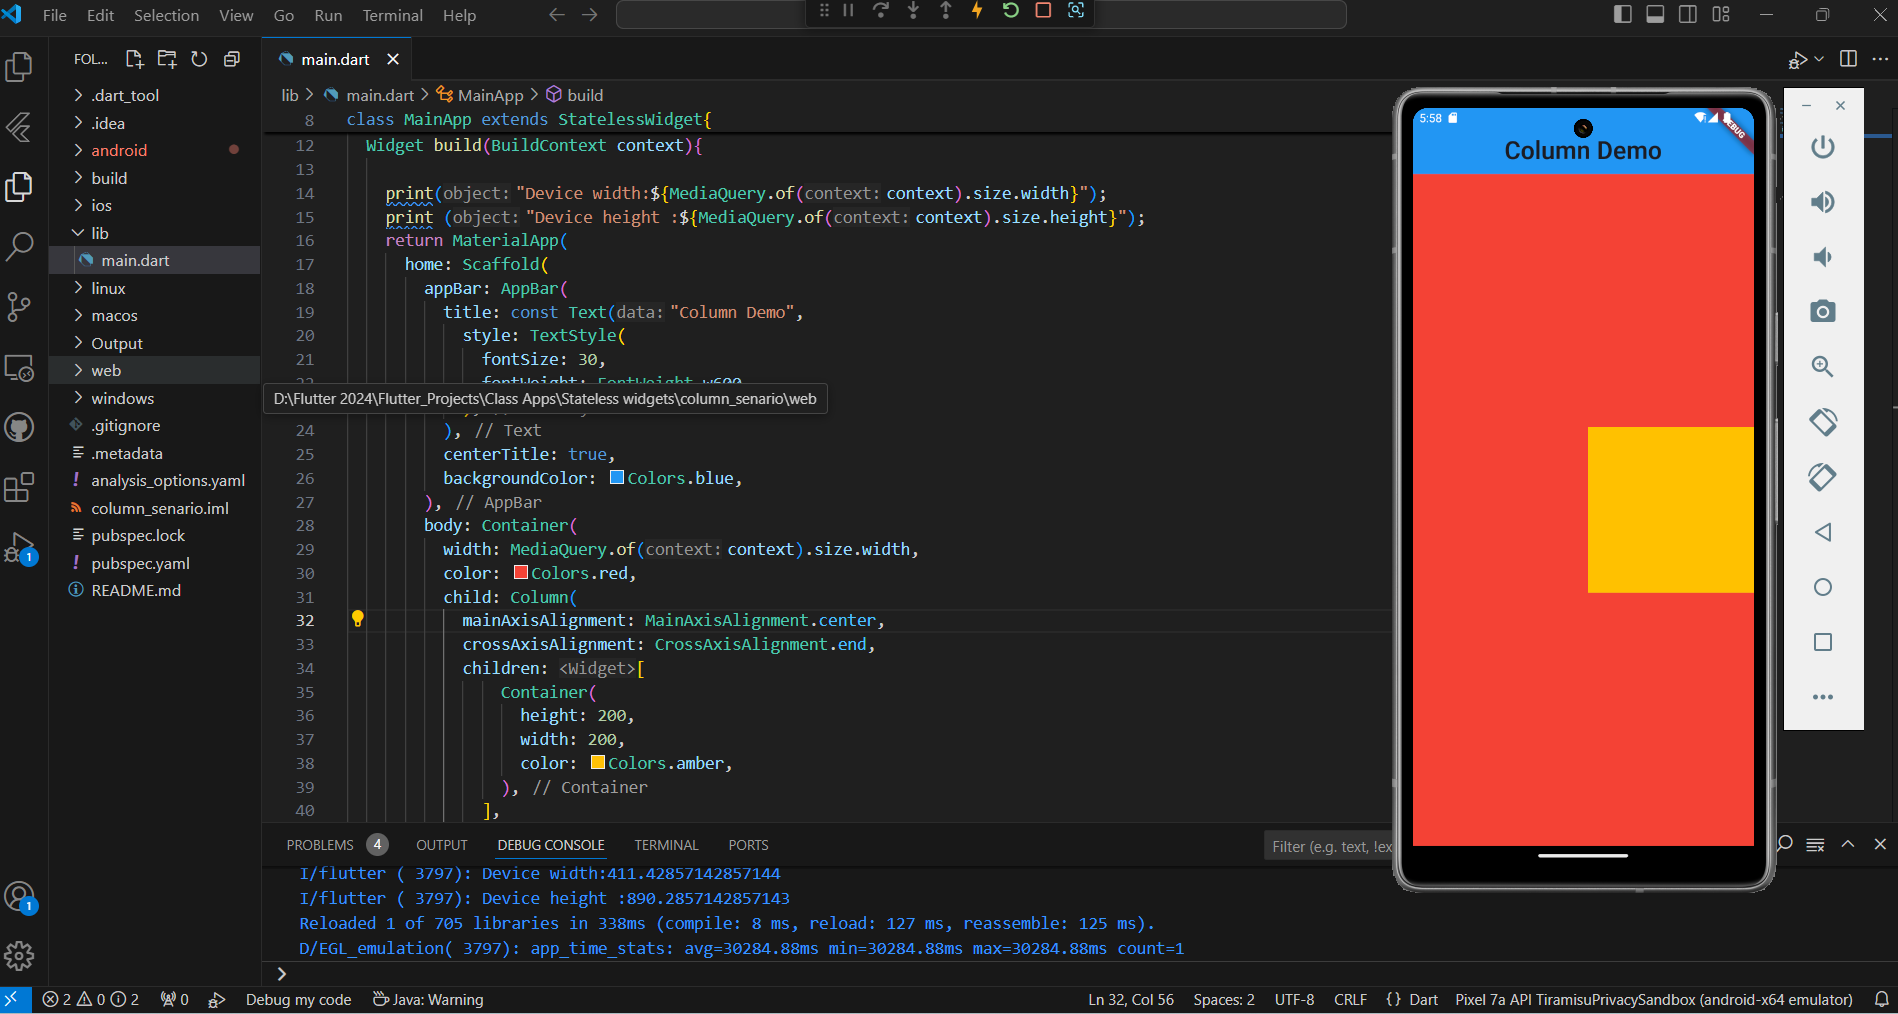 File Edit Selection View Go Run Terminal Help
FOL...
main.dart
.dart_tool
.idea
android
build
ios
lib
main.dart
linux
macos
Output
web
windows
.gitignore
.metadata
analysis_options.yaml
column_senario.iml
pubspec.lock
pubspec.yaml
README.md
1
1
lib > main.dart > MainApp > build
8 class MainApp extends StatelessWidget{
12 Widget build(BuildContext context){
13
14 print(object: "Device width:${MediaQuery.of(context: context).size.width}");
15 print (object: "Device height :${MediaQuery.of(context: context).size.height}");
16 return MaterialApp(
17 home: Scaffold(
18 appBar: AppBar(
19 title: const Text(data: "Column Demo",
20 style: TextStyle(
21 fontSize: 30,
fontWeight: FontWeight.w600
D:\Flutter 2024\Flutter_Projects\Class Apps\Stateless widgets\column_senario\web
24 ), // Text
25 centerTitle: true,
26 backgroundColor: Colors.blue,
27 ), // AppBar
28 body: Container(
29 width: MediaQuery.of(context: context).size.width,
30 color: Colors.red,
31 child: Column(
32 mainAxisAlignment: MainAxisAlignment.center,
33 crossAxisAlignment: CrossAxisAlignment.end,
34 children: <Widget>[
35 Container(
36 height: 200,
37 width: 200,
38 color: Colors.amber,
39 ), // Container
40 ],
5:58
DEBUG
Column Demo
PROBLEMS 4 OUTPUT DEBUG CONSOLE TERMINAL PORTS
Filter (e.g. text, !ex
I/flutter ( 3797): Device width:411.42857142857144
I/flutter ( 3797): Device height :890.2857142857143
Reloaded 1 of 705 libraries in 338ms (compile: 8 ms, reload: 127 ms, reassemble: 125 ms).
D/EGL_emulation( 3797): app_time_stats: avg=30284.88ms min=30284.88ms max=30284.88ms count=1
>
2 0 2 0 Debug my code Java: Warning Ln 32, Col 56 Spaces: 2 UTF-8 CRLF {} Dart Pixel 7a API TiramisuPrivacySandbox (android-x64 emulator)